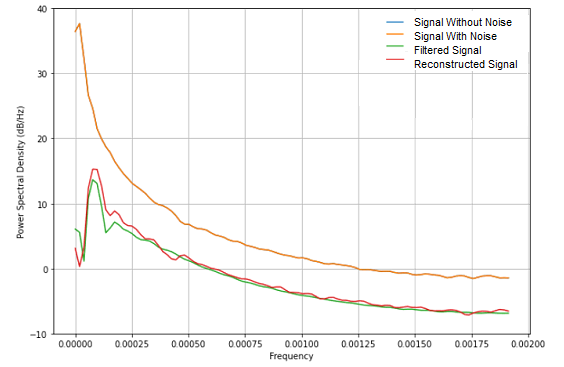 Signal Without Noise
Signal With Noise
Filtered Signal
Reconstructed Signal
Power Spectral Density (dB/Hz)
40
30
20
10
0
−10
0.00000 0.00025 0.00050 0.00075 0.00100 0.00125 0.00150 0.00175 0.00200
Frequency